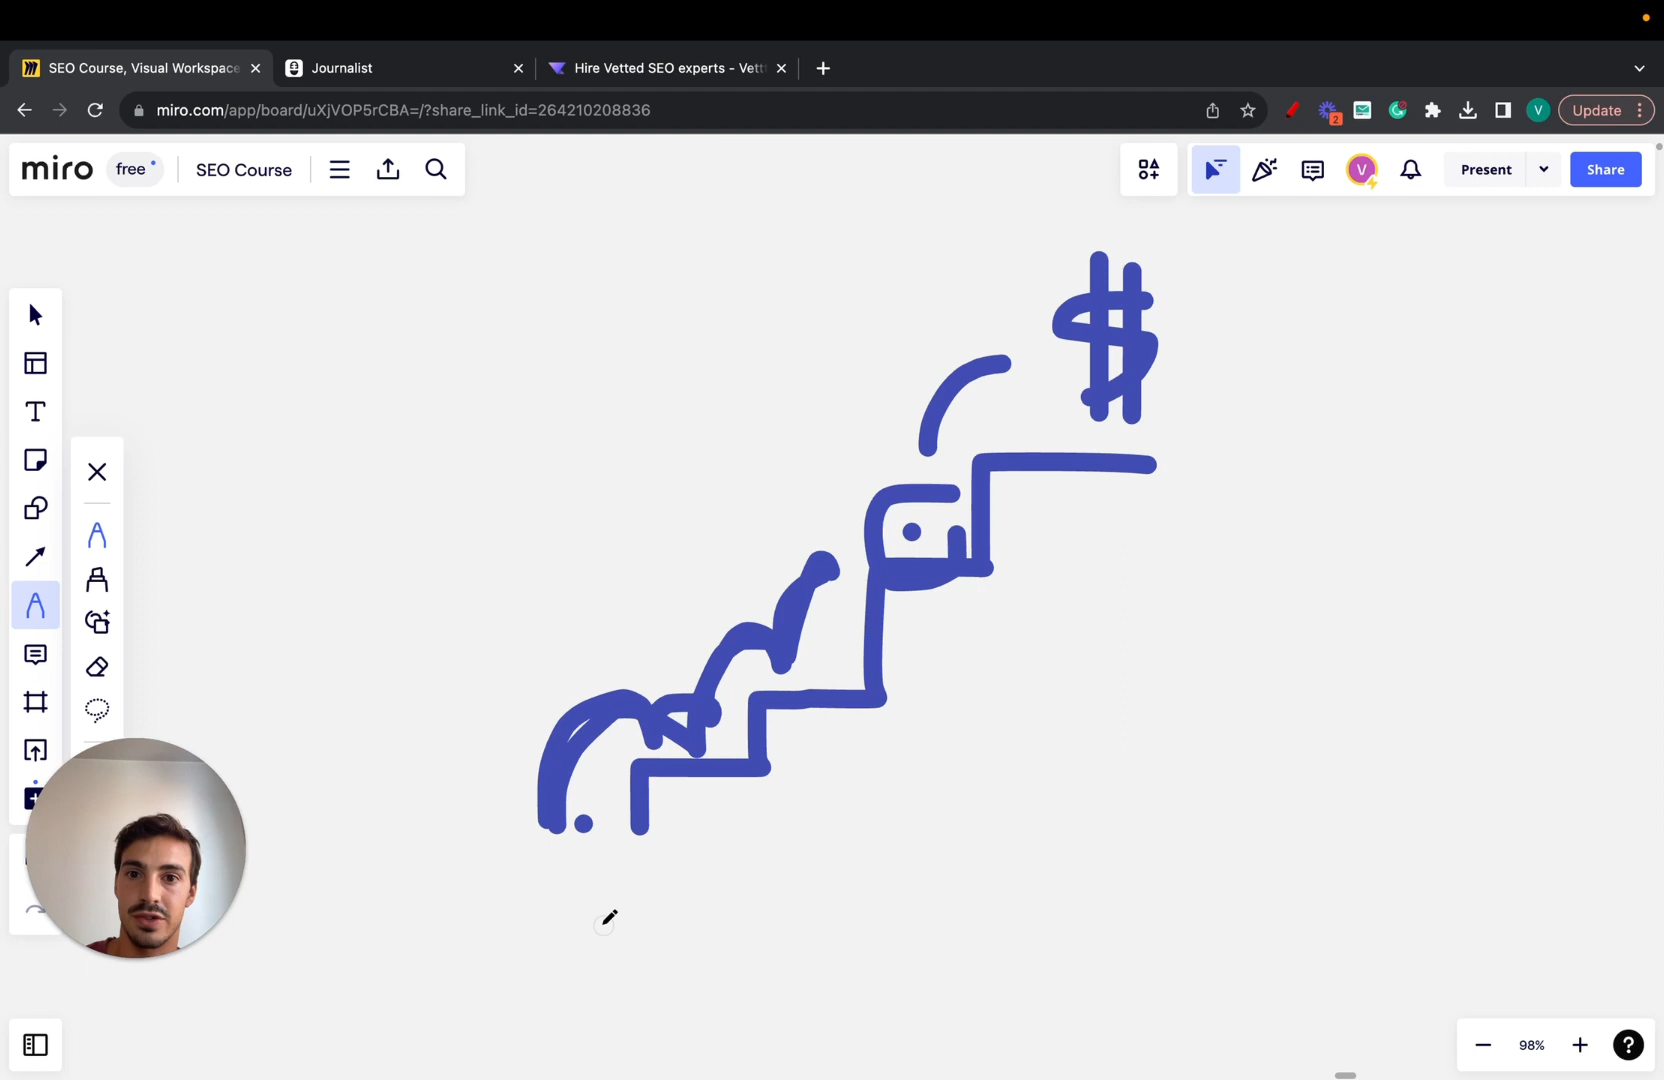 SEO Course, Visual Workspace
Journalist
Hire Vetted SEO experts - Vett
miro.com/app/board/uXjVOP5rCBA=/?share_link_id=264210208836
2
V
Update
miro
free
SEO Course
V
Present
Share
$
98%
?